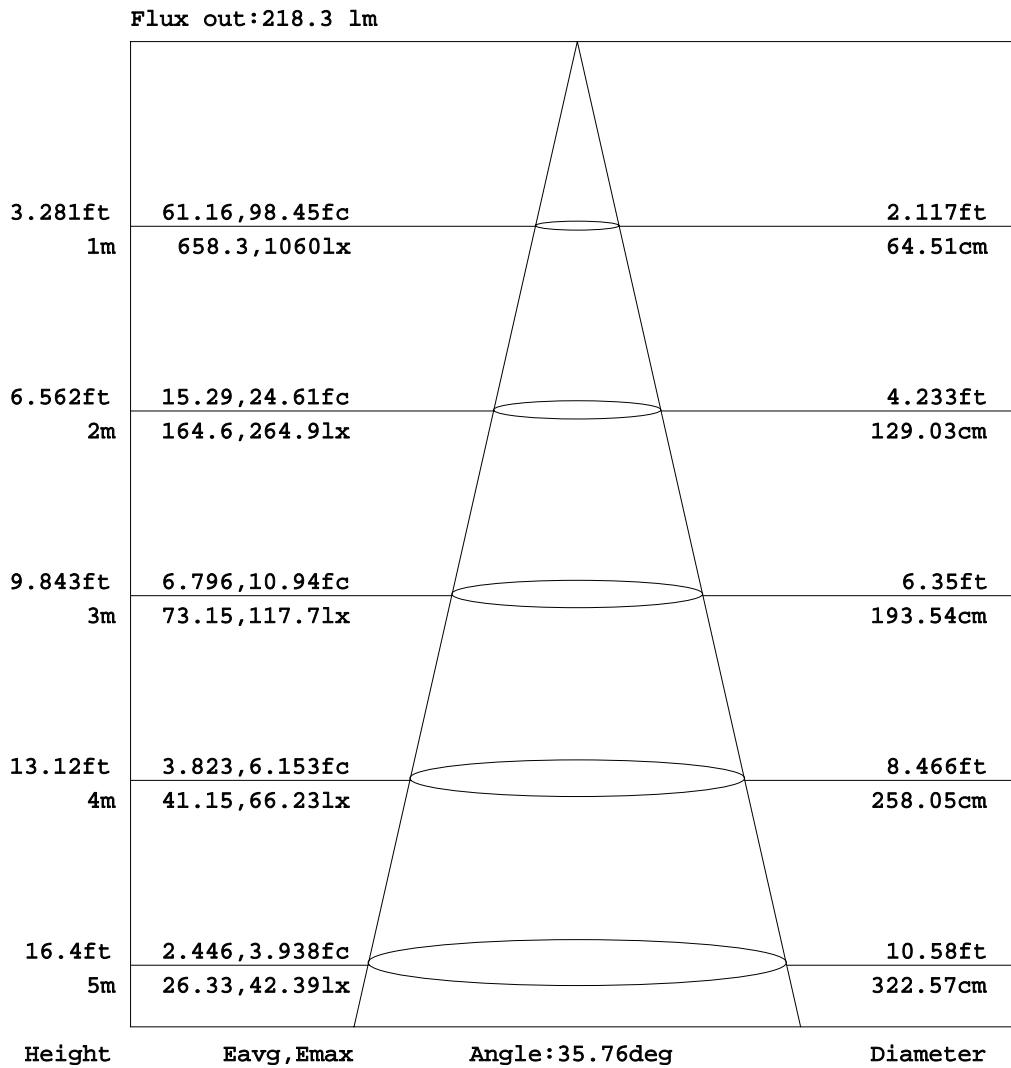 Flux out:218.3 lm
3.281ft 61.16,98.45fc 2.117ft
1m 658.3,1060lx 64.51cm
6.562ft 15.29,24.61fc 4.233ft
2m 164.6,264.9lx 129.03cm
9.843ft 6.796,10.94fc 6.35ft
3m 73.15,117.7lx 193.54cm
13.12ft 3.823,6.153fc 8.466ft
4m 41.15,66.23lx 258.05cm
16.4ft 2.446,3.938fc 10.58ft
5m 26.33,42.39lx 322.57cm
Height Eavg,Emax Angle:35.76deg Diameter